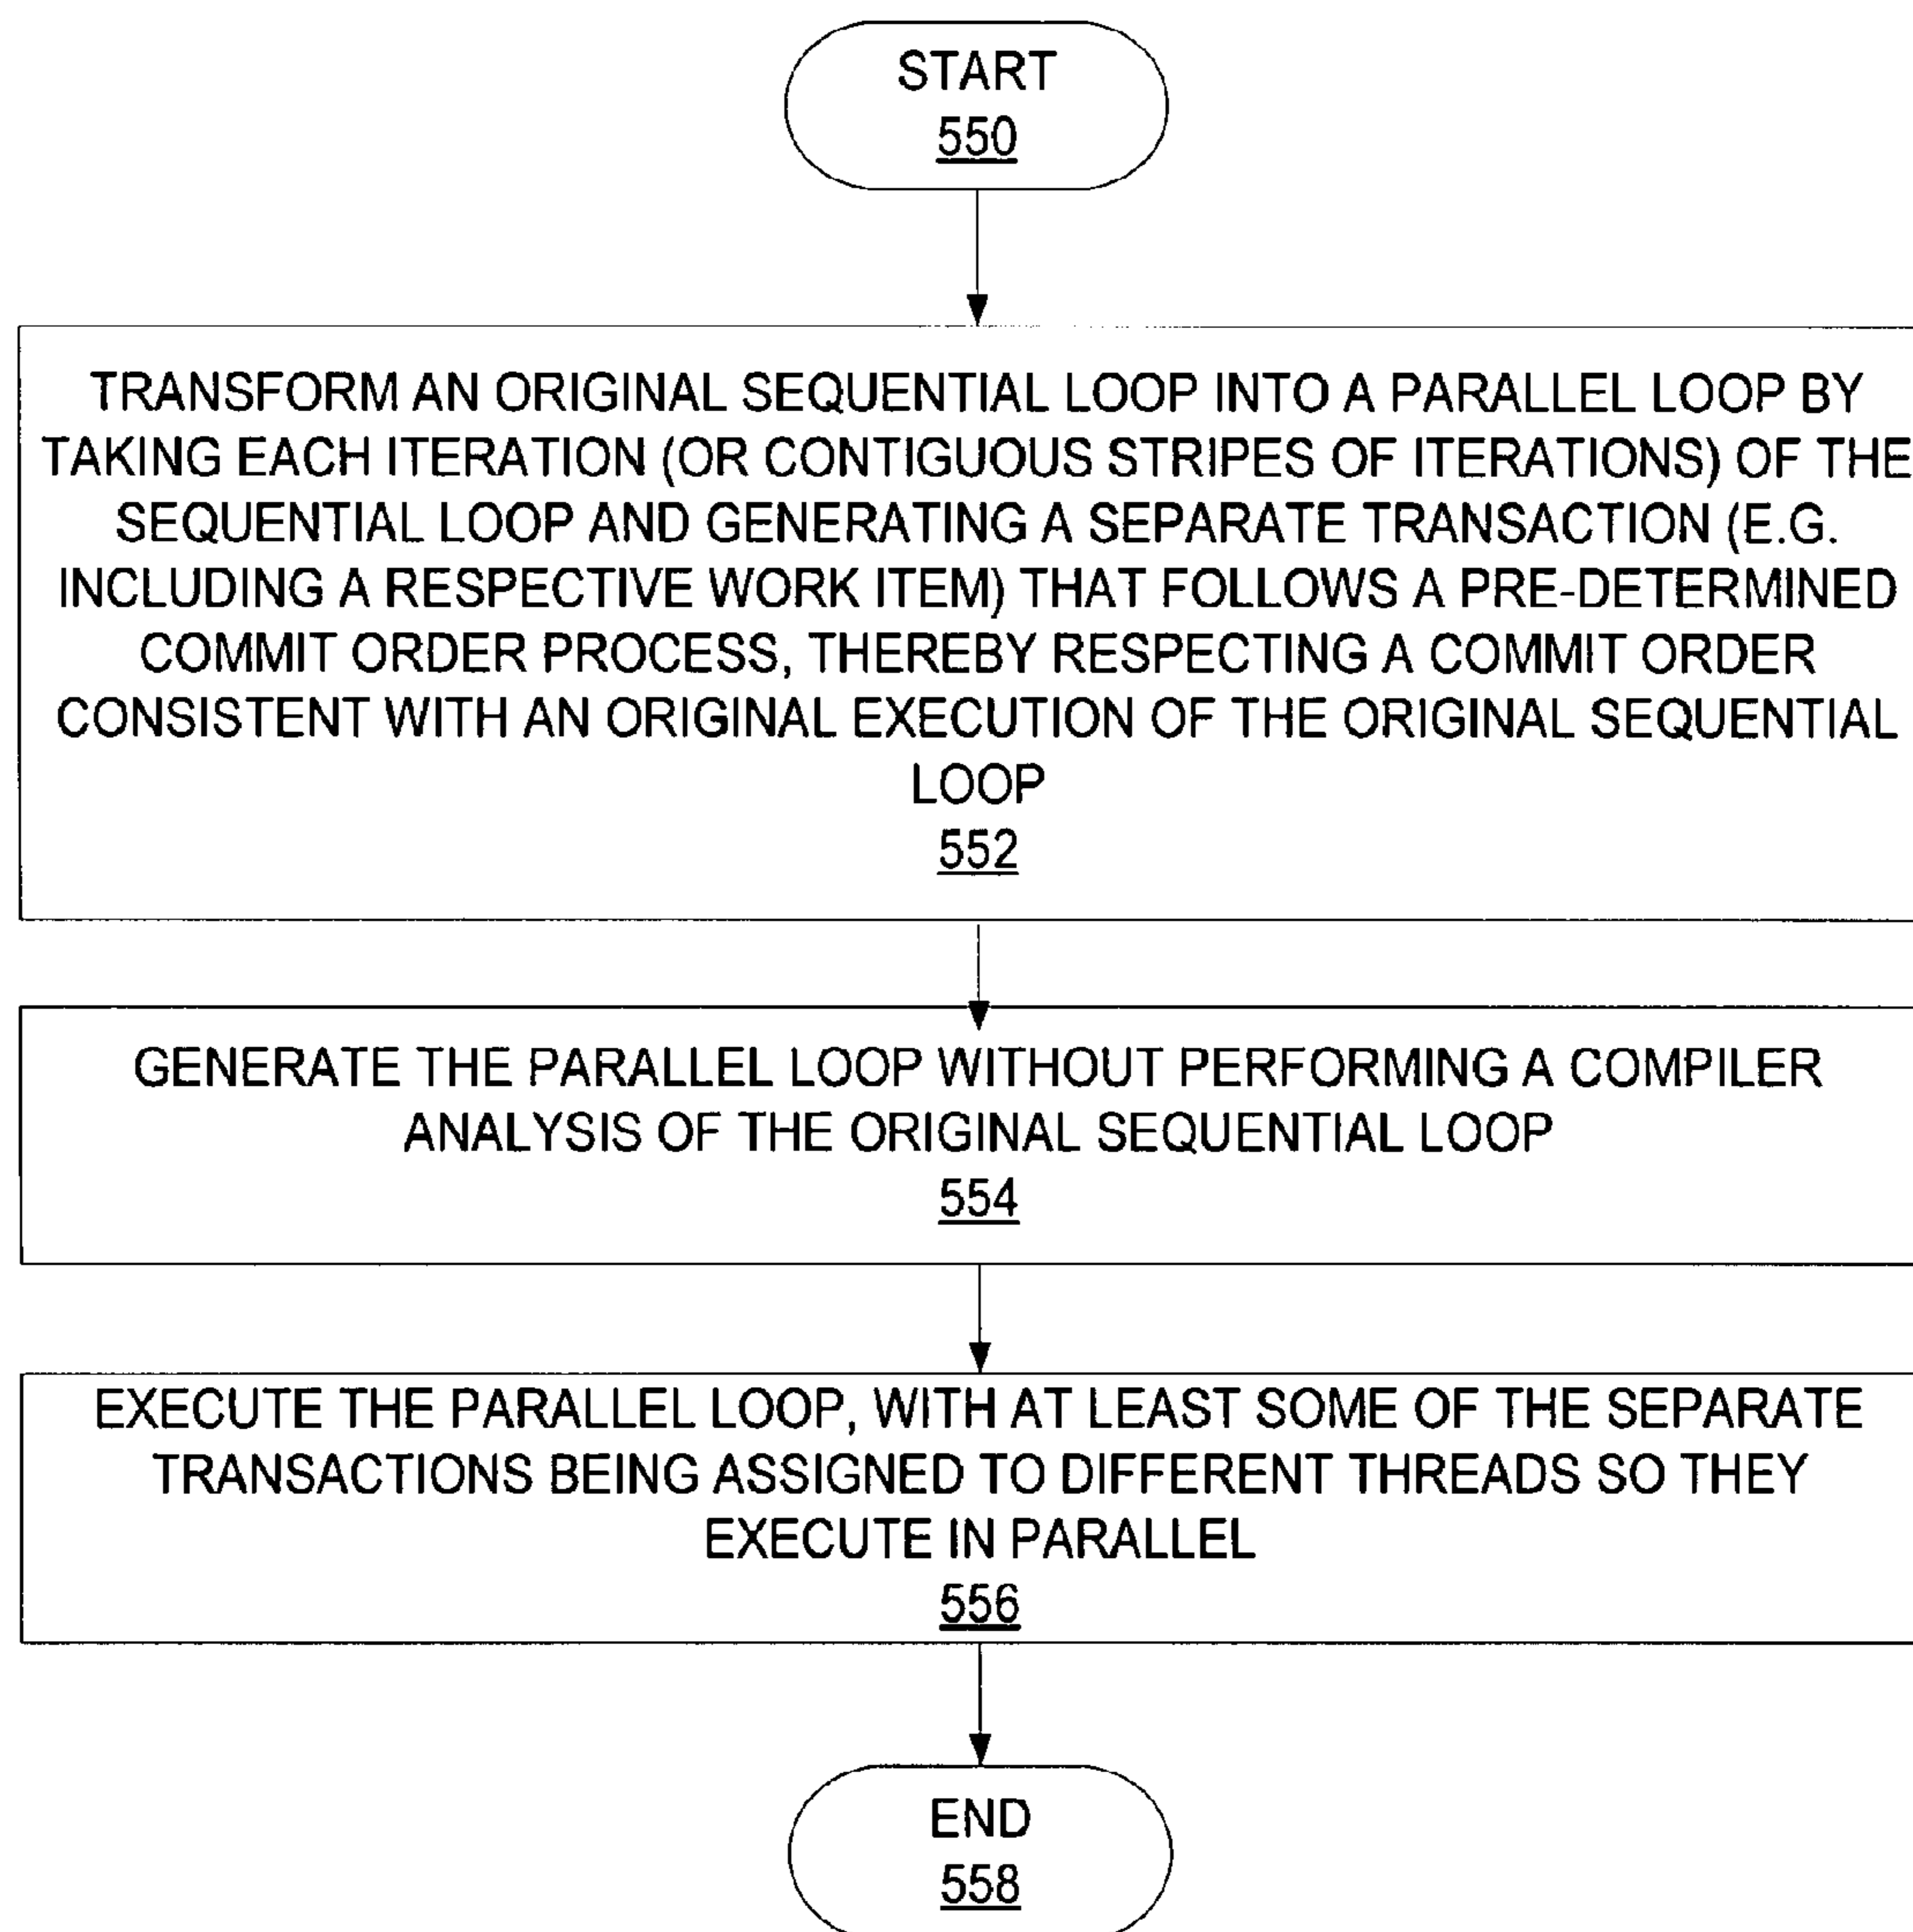 START
550
TRANSFORM AN ORIGINAL SEQUENTIAL LOOP INTO A PARALLEL LOOP BY
TAKING EACH ITERATION (OR CONTIGUOUS STRIPES OF ITERATIONS) OF THE
SEQUENTIAL LOOP AND GENERATING A SEPARATE TRANSACTION (E.G.
INCLUDING A RESPECTIVE WORK ITEM) THAT FOLLOWS A PRE-DETERMINED
COMMIT ORDER PROCESS, THEREBY RESPECTING A COMMIT ORDER
CONSISTENT WITH AN ORIGINAL EXECUTION OF THE ORIGINAL SEQUENTIAL
LOOP
552
GENERATE THE PARALLEL LOOP WITHOUT PERFORMING A COMPILER
ANALYSIS OF THE ORIGINAL SEQUENTIAL LOOP
554
EXECUTE THE PARALLEL LOOP, WITH AT LEAST SOME OF THE SEPARATE
TRANSACTIONS BEING ASSIGNED TO DIFFERENT THREADS SO THEY
EXECUTE IN PARALLEL
556
END
558